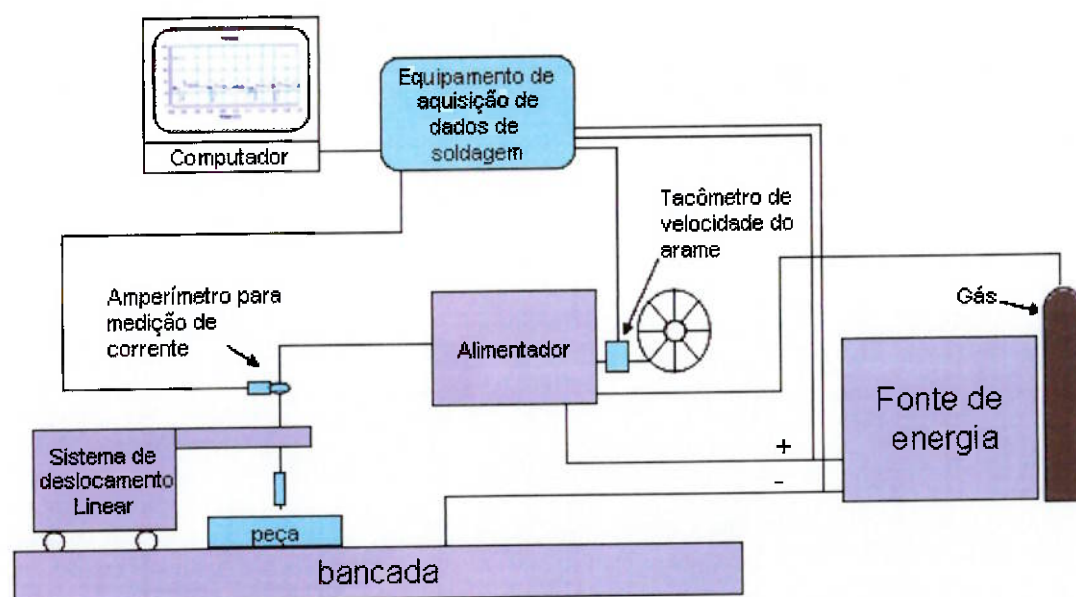 Computador
Equipamento de
aquisição de
dados de
soldagem
Tacômetro de
velocidade do
arame
Amperímetro para
medição de
corrente
Alimentador
Gás
Fonte de
energia
+
-
Sistema de
deslocamento
Linear
peça
bancada